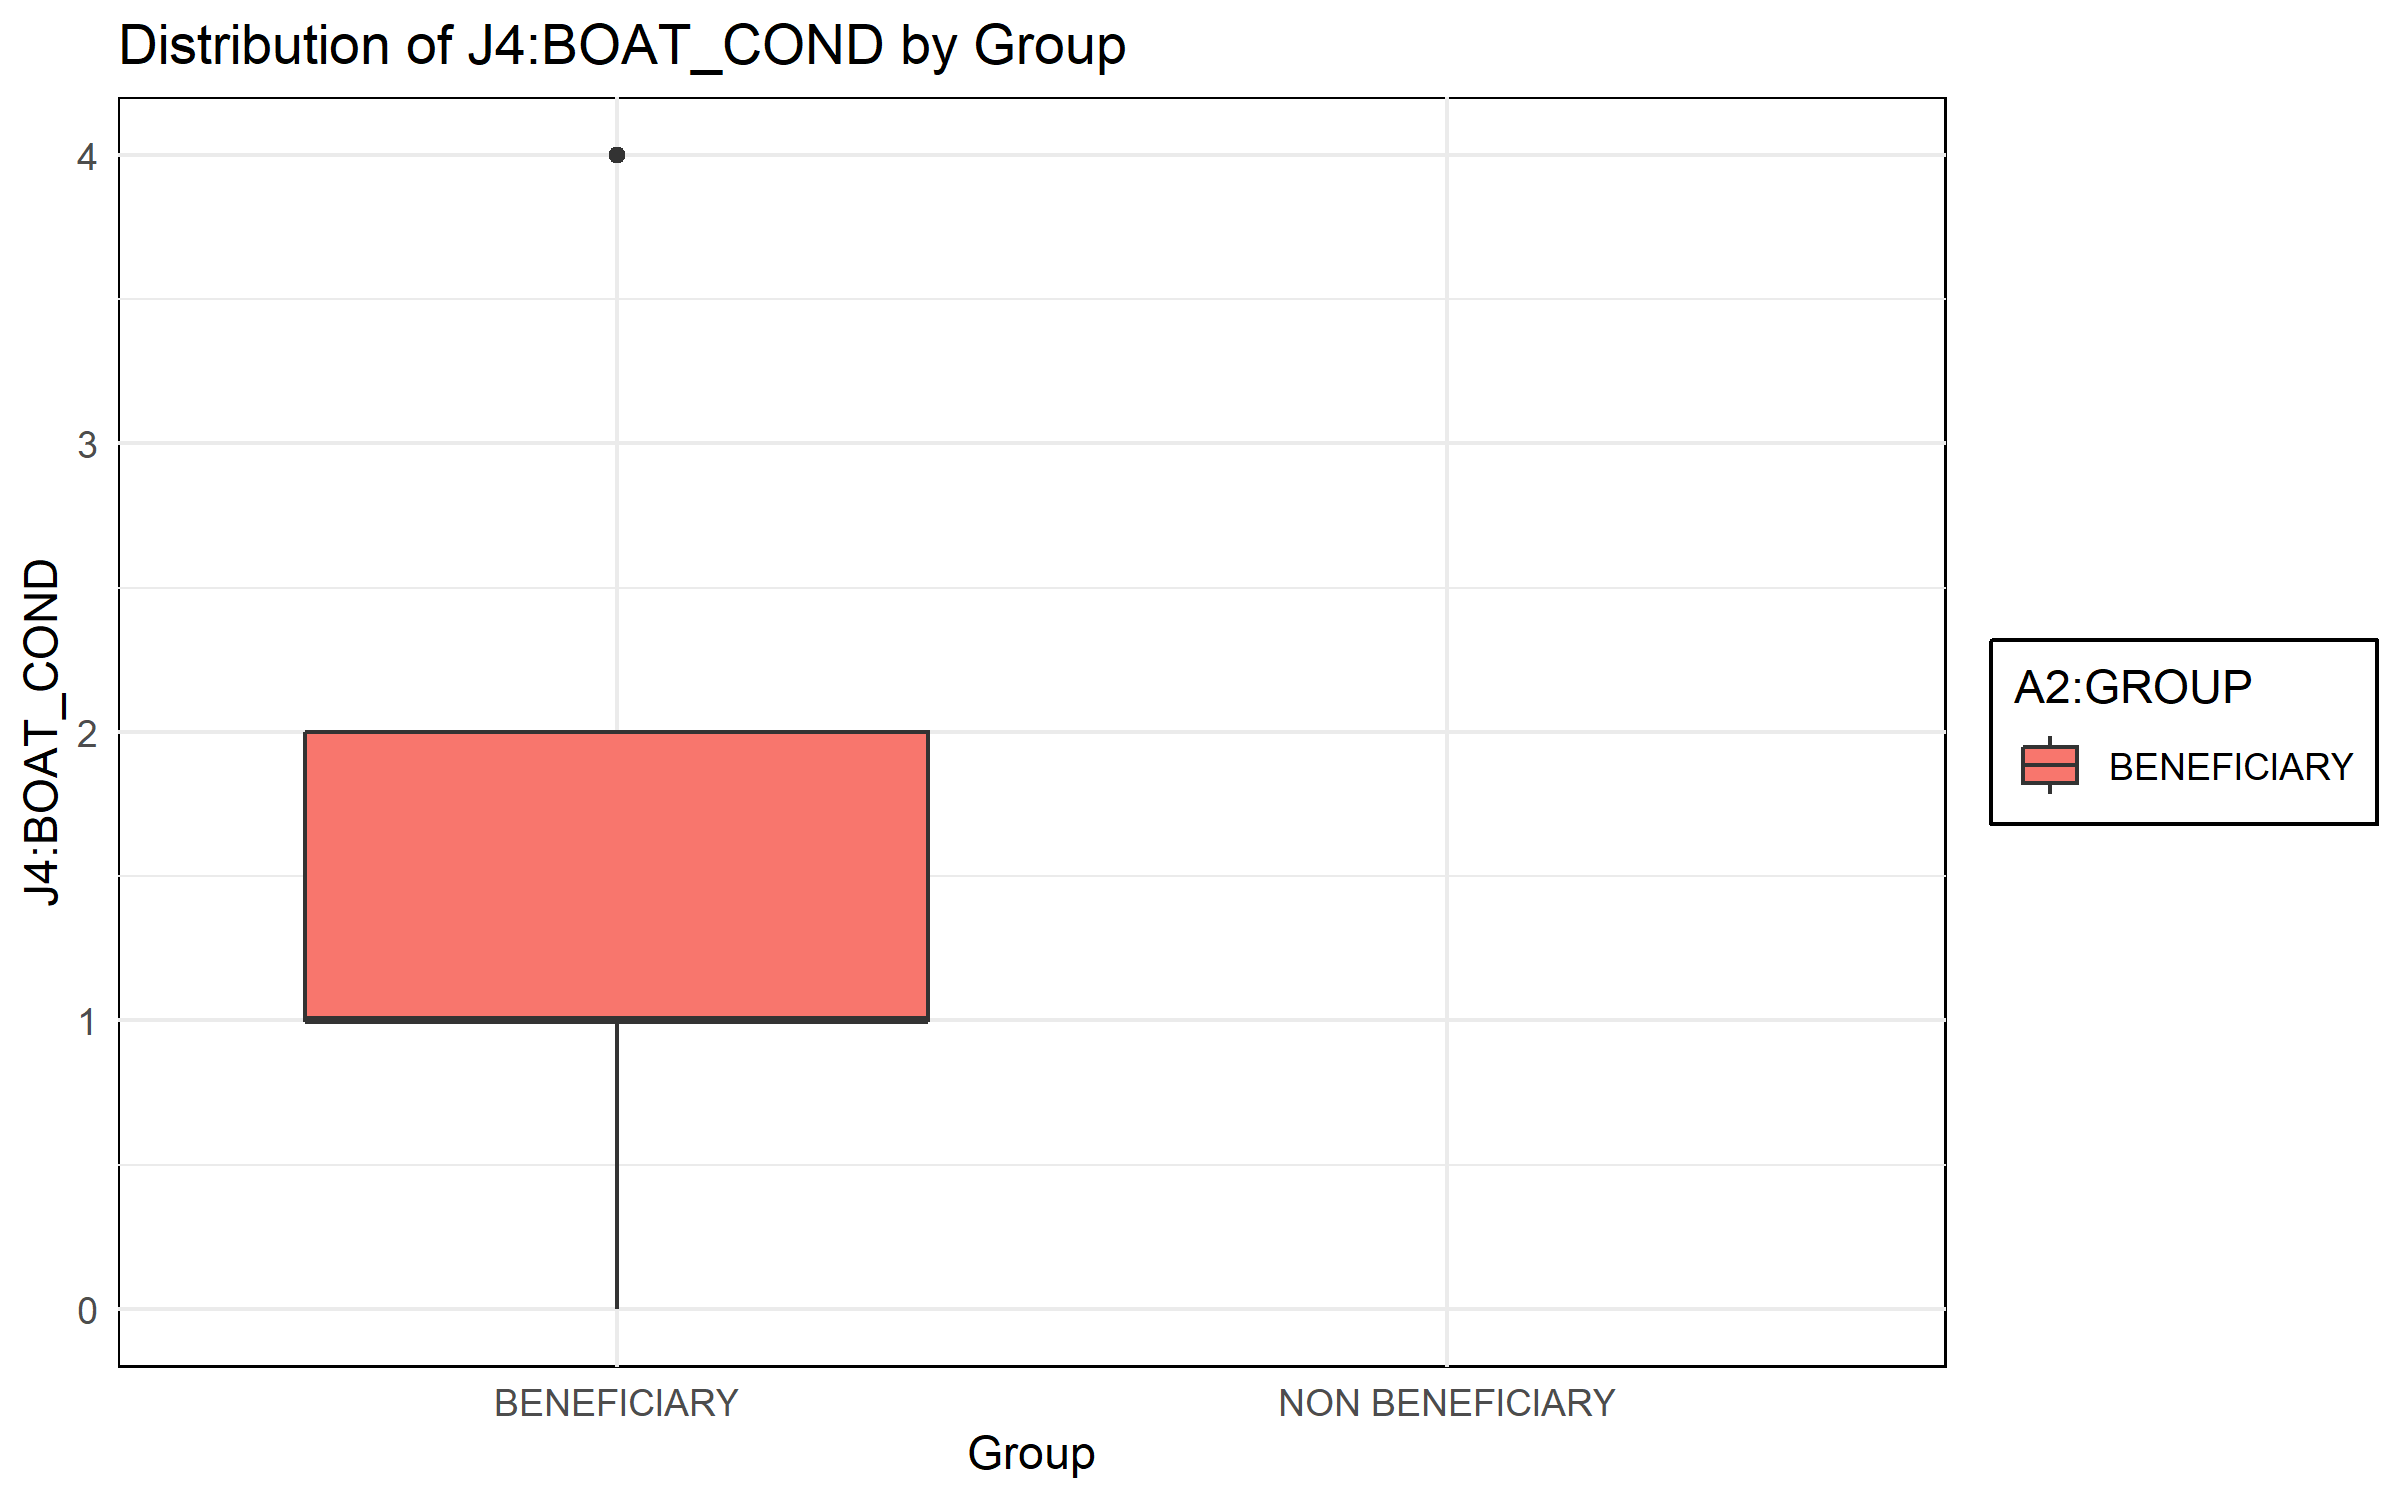 Distribution of J4:BOAT_COND by Group
J4:BOAT_COND
4
3
2
1
0
BENEFICIARY
NON BENEFICIARY
Group
A2:GROUP
BENEFICIARY